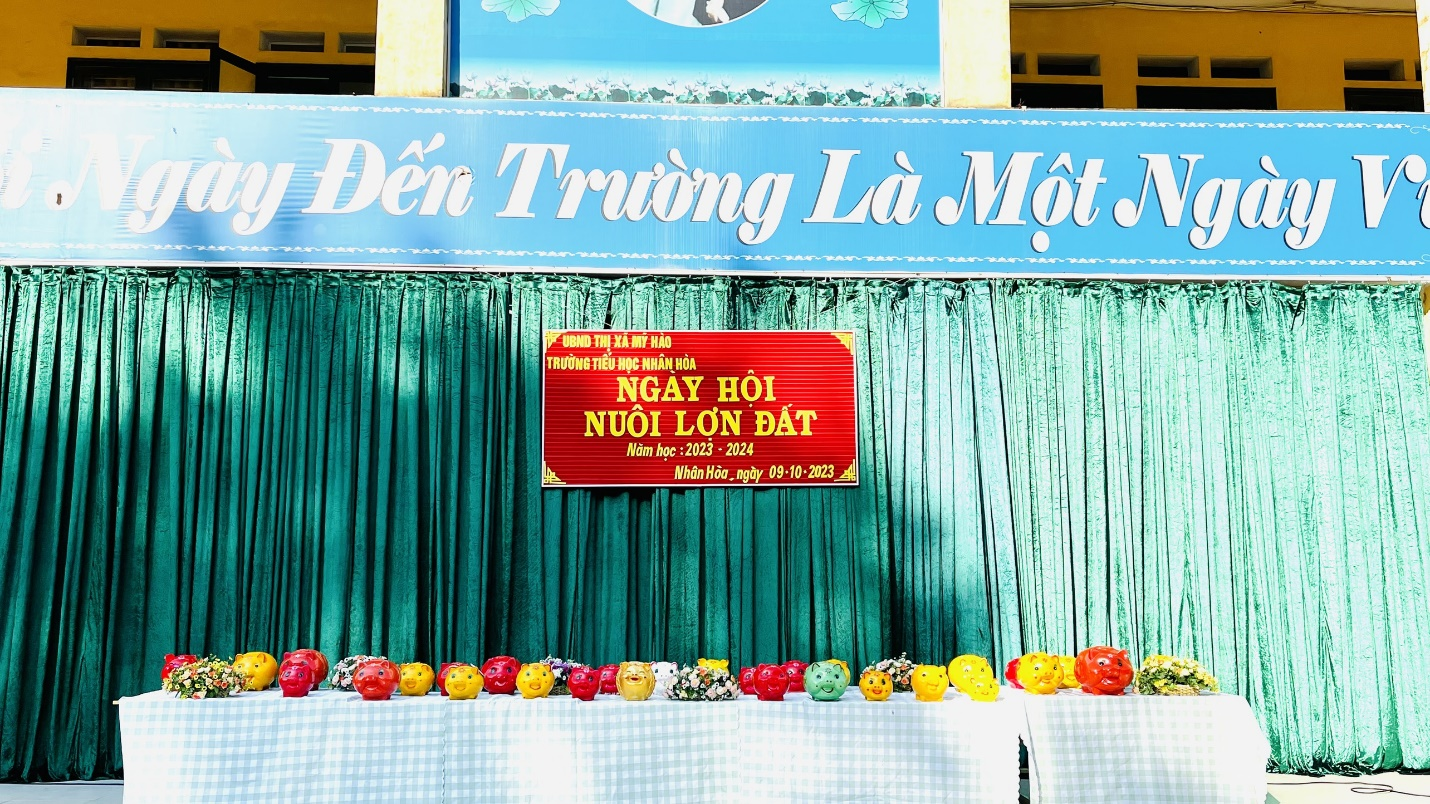 Ngày Đến Trường Là Một Ngày
UBND THỊ XÃ MỸ HÀO
TRƯỜNG TIỂU HỌC NHÂN HÒA
NGÀY HỘI
NUÔI LỢN ĐẤT
Năm học : 2023 - 2024
Nhân Hòa, ngày 09.10.2023